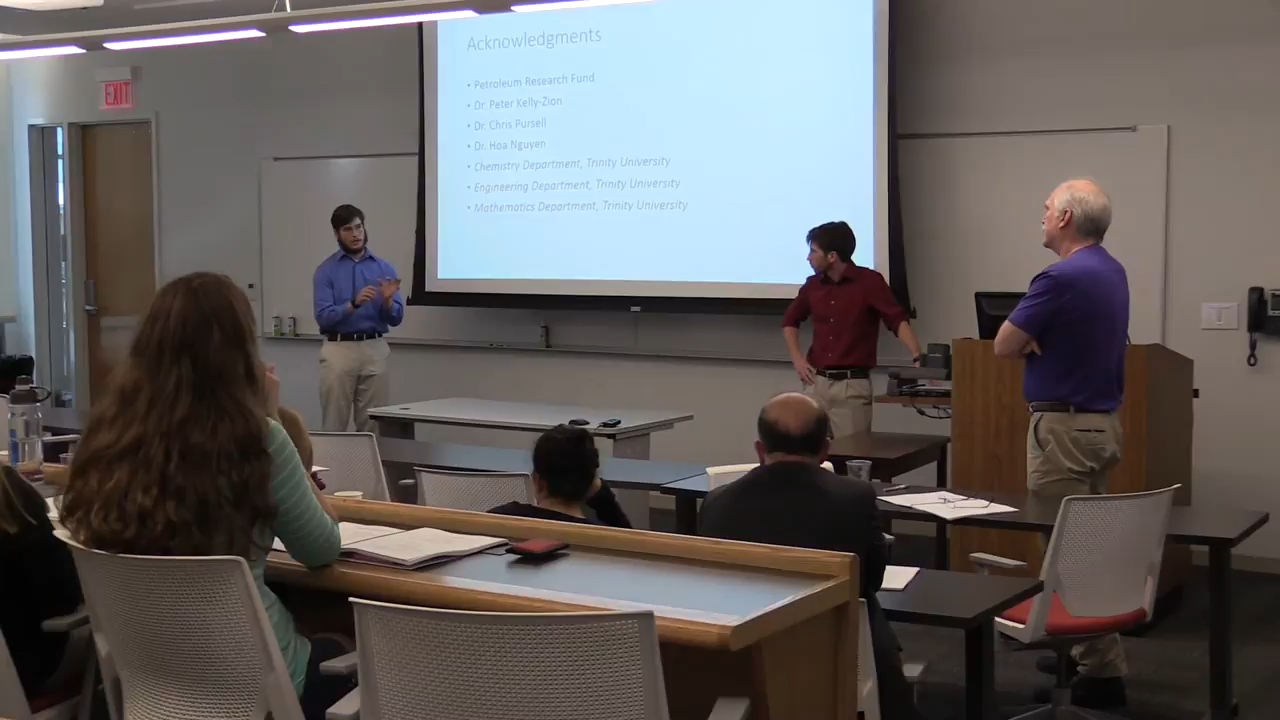 EXIT
Acknowledgments
• Petroleum Research Fund
• Dr. Peter Kelly-Zion
• Dr. Chris Pursell
• Dr. Hoa Nguyen
• Chemistry Department, Trinity University
• Engineering Department, Trinity University
• Mathematics Department, Trinity University